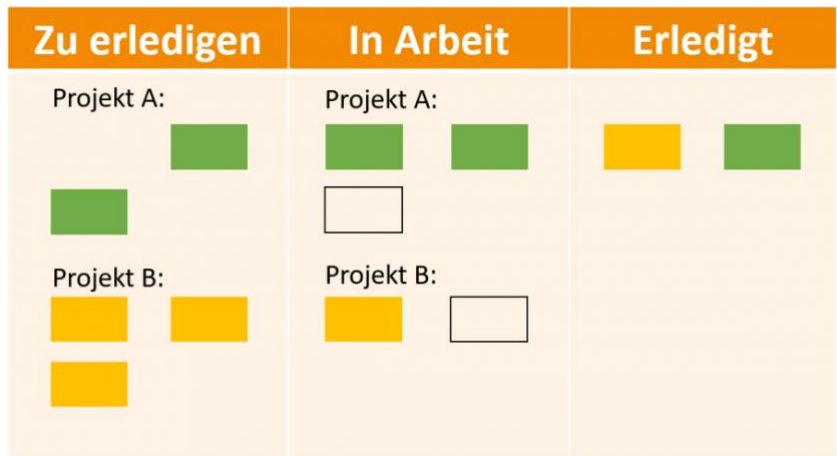 Zu erledigen
In Arbeit
Erledigt
Projekt A:
Projekt A:
Projekt B:
Projekt B: